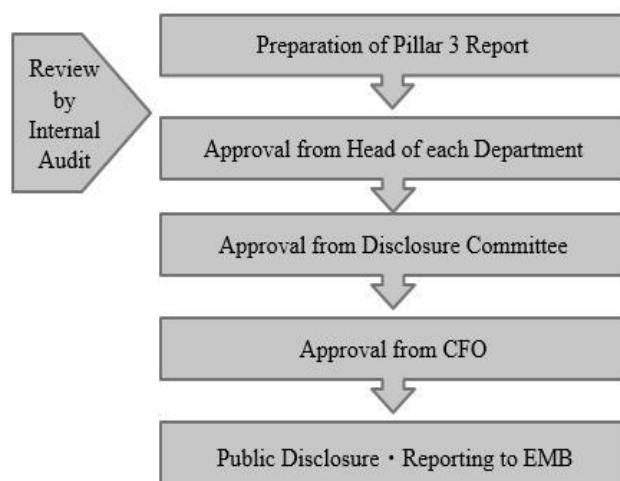 Review
by
Internal
Audit
Preparation of Pillar 3 Report
Approval from Head of each Department
Approval from Disclosure Committee
Approval from CFO
Public Disclosure・Reporting to EMB